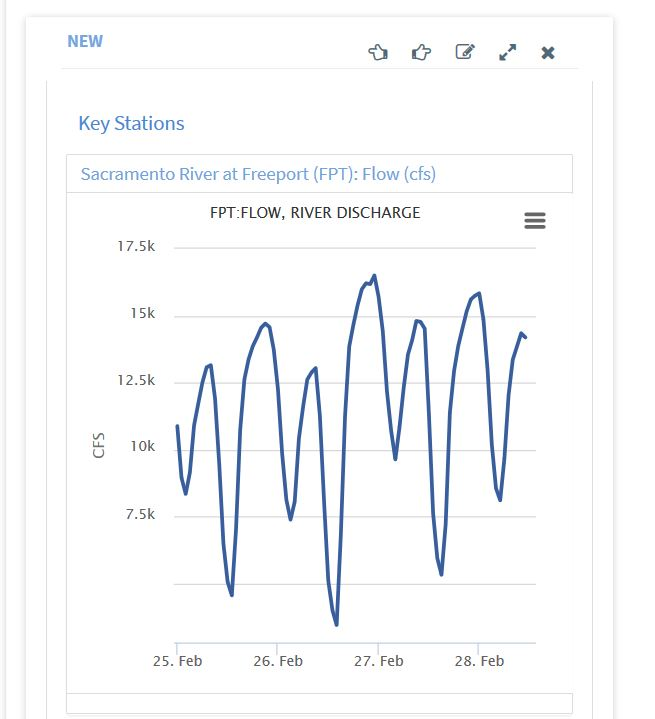 NEW
Key Stations
Sacramento River at Freeport (FPT): Flow (cfs)
FPT:FLOW, RIVER DISCHARGE
17.5k
15k
12.5k
10k
7.5k
CFS
25. Feb 26. Feb 27. Feb 28. Feb